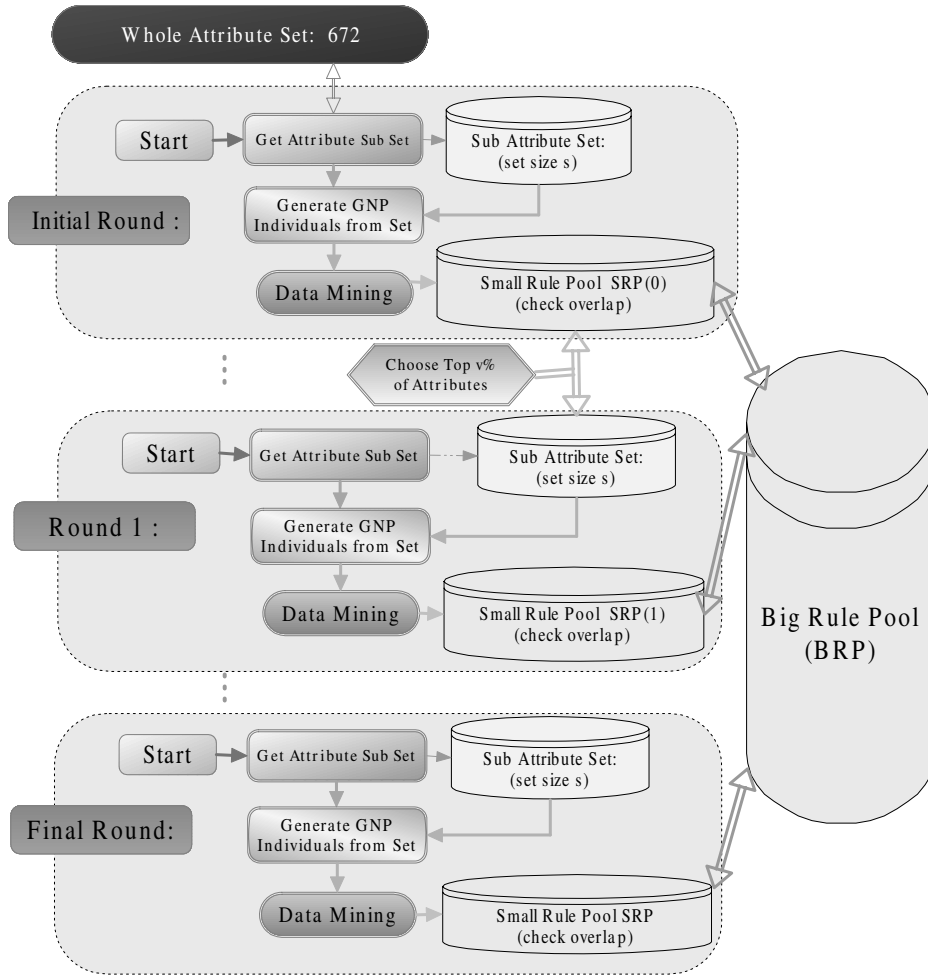 Whole Attribute Set: 672
Start
Get Attribute Sub Set
Sub Attribute Set:
(set size s)
Initial Round :
Generate GNP
Individuals from Set
Data Mining
Small Rule Pool SRP(0)
(check overlap)
Choose Top v%
of Attributes
Start
Get Attribute Sub Set
Sub Attribute Set:
(set size s)
Round 1 :
Generate GNP
Individuals from Set
Data Mining
Small Rule Pool SRP(1)
(check overlap)
Big Rule Pool
(BRP)
Start
Get Attribute Sub Set
Sub Attribute Set:
(set size s)
Final Round:
Generate GNP
Individuals from Set
Data Mining
Small Rule Pool SRP
(check overlap)